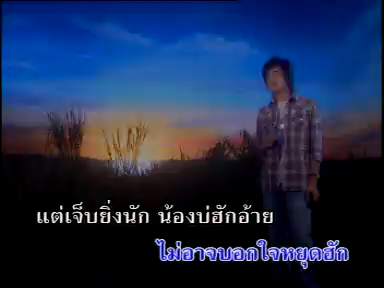 แต่เจ็บยิ่งนัก น้องบ่ฮักอ้าย
ไม่อาจบอกใจหยุดฮัก